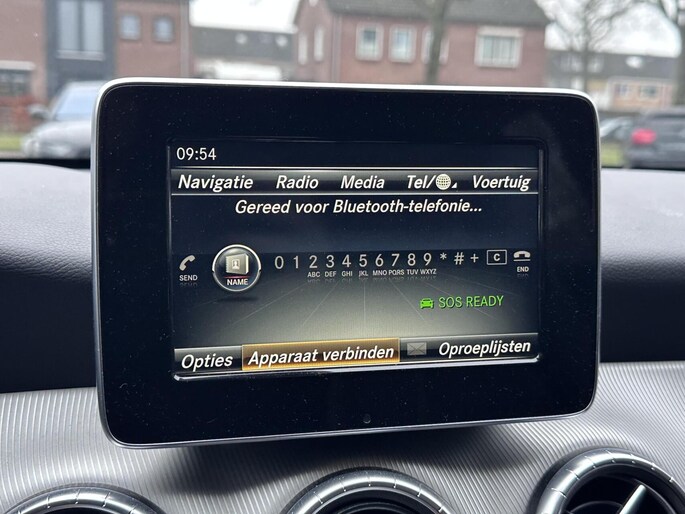 09:54
Navigatie Radio Media Tel/ Voertuig
Gereed voor Bluetooth-telefonie...
0 1 2 3 4 5 6 7 8 9 * # + C
SEND NAME ABC DEF GHI JKL MNO PQRS TUV WXYZ END
SOS READY
Opties Apparaat verbinden Oproeplijsten